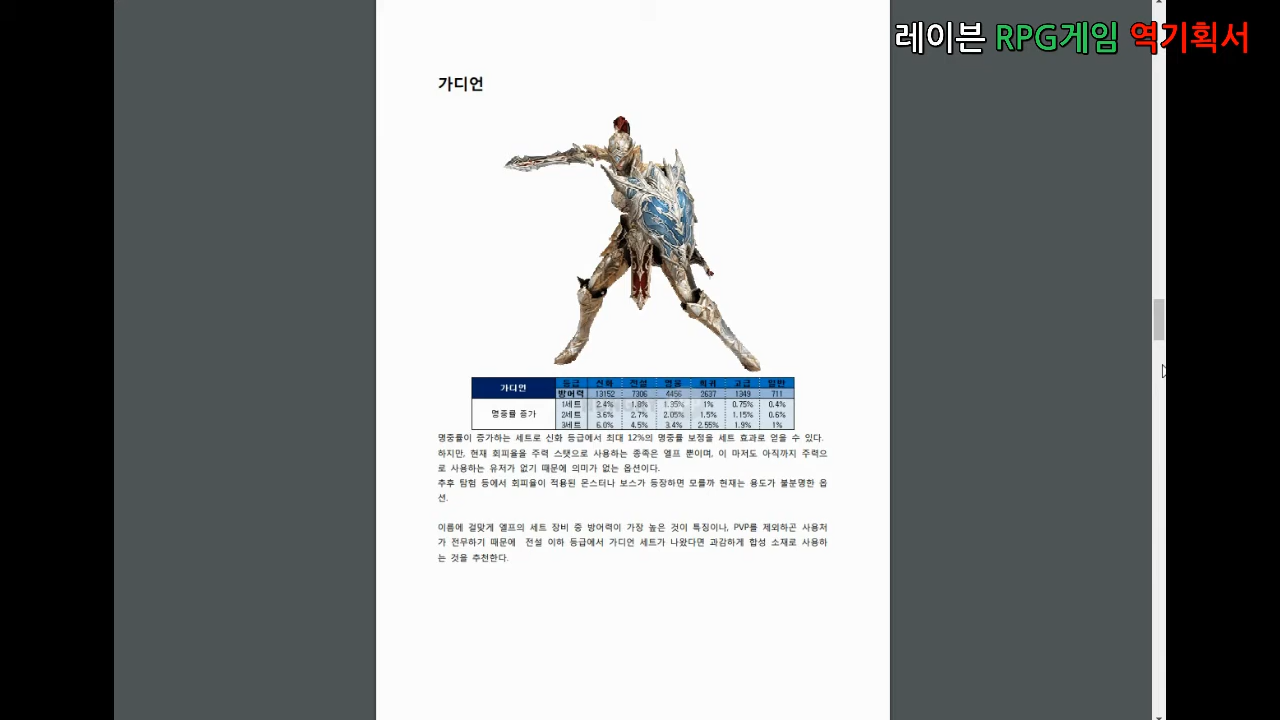 레이븐 RPG게임 역기획서
가디언
가디언 등급 신화 전설 영웅 희귀 고급 일반
방어력 13152 7306 4456 2637 1349 711
명중률 증가 1세트 2.4% 1.8% 1.35% 1% 0.75% 0.4%
2세트 3.6% 2.7% 2.05% 1.5% 1.15% 0.6%
3세트 6.0% 4.5% 3.4% 2.55% 1.9% 1%
명중률이 증가하는 세트로 신화 등급에서 최대 12%의 명중률 보정을 세트 효과로 얻을 수 있다.
하지만, 현재 회피율을 주력 스탯으로 사용하는 종족은 엘프 뿐이며, 이 마저도 아직까지 주력으
로 사용하는 유저가 없기 때문에 의미가 없는 옵션이다.
추후 탐험 등에서 회피율이 적용된 몬스터나 보스가 등장하면 모를까 현재는 용도가 불분명한 옵
션.
이름에 걸맞게 엘프의 세트 장비 중 방어력이 가장 높은 것이 특징이나, PVP를 제외하곤 사용저
가 전무하기 때문에 전설 이하 등급에서 가디언 세트가 나왔다면 과감하게 합성 소재로 사용하
는 것을 추천한다.